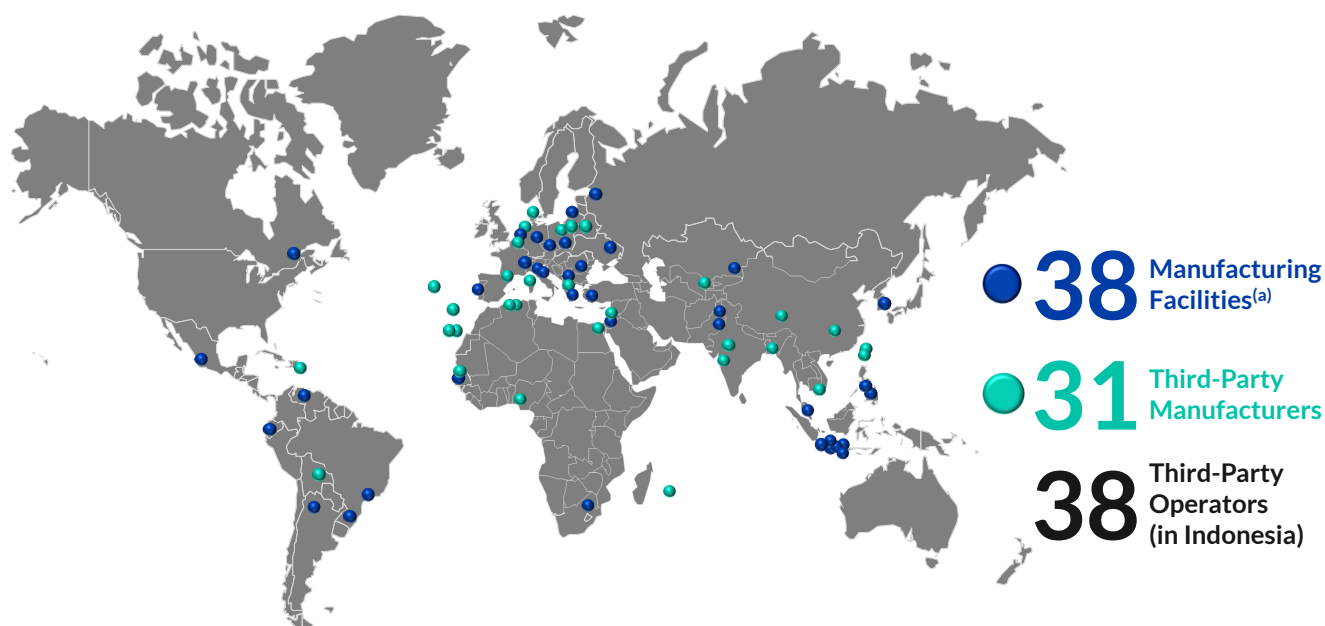 38
Manufacturing
Facilities(a)
31
Third-Party
Manufacturers
38
Third-Party
Operators
(in Indonesia)